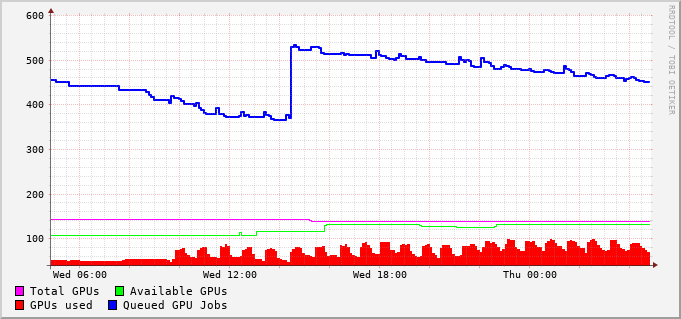 600
500
400
300
200
100
Wed 06:00 Wed 12:00 Wed 18:00 Thu 00:00
Total GPUs Available GPUs
GPUs used Queued GPU Jobs
RRDTOOL / TOBI OETIKER